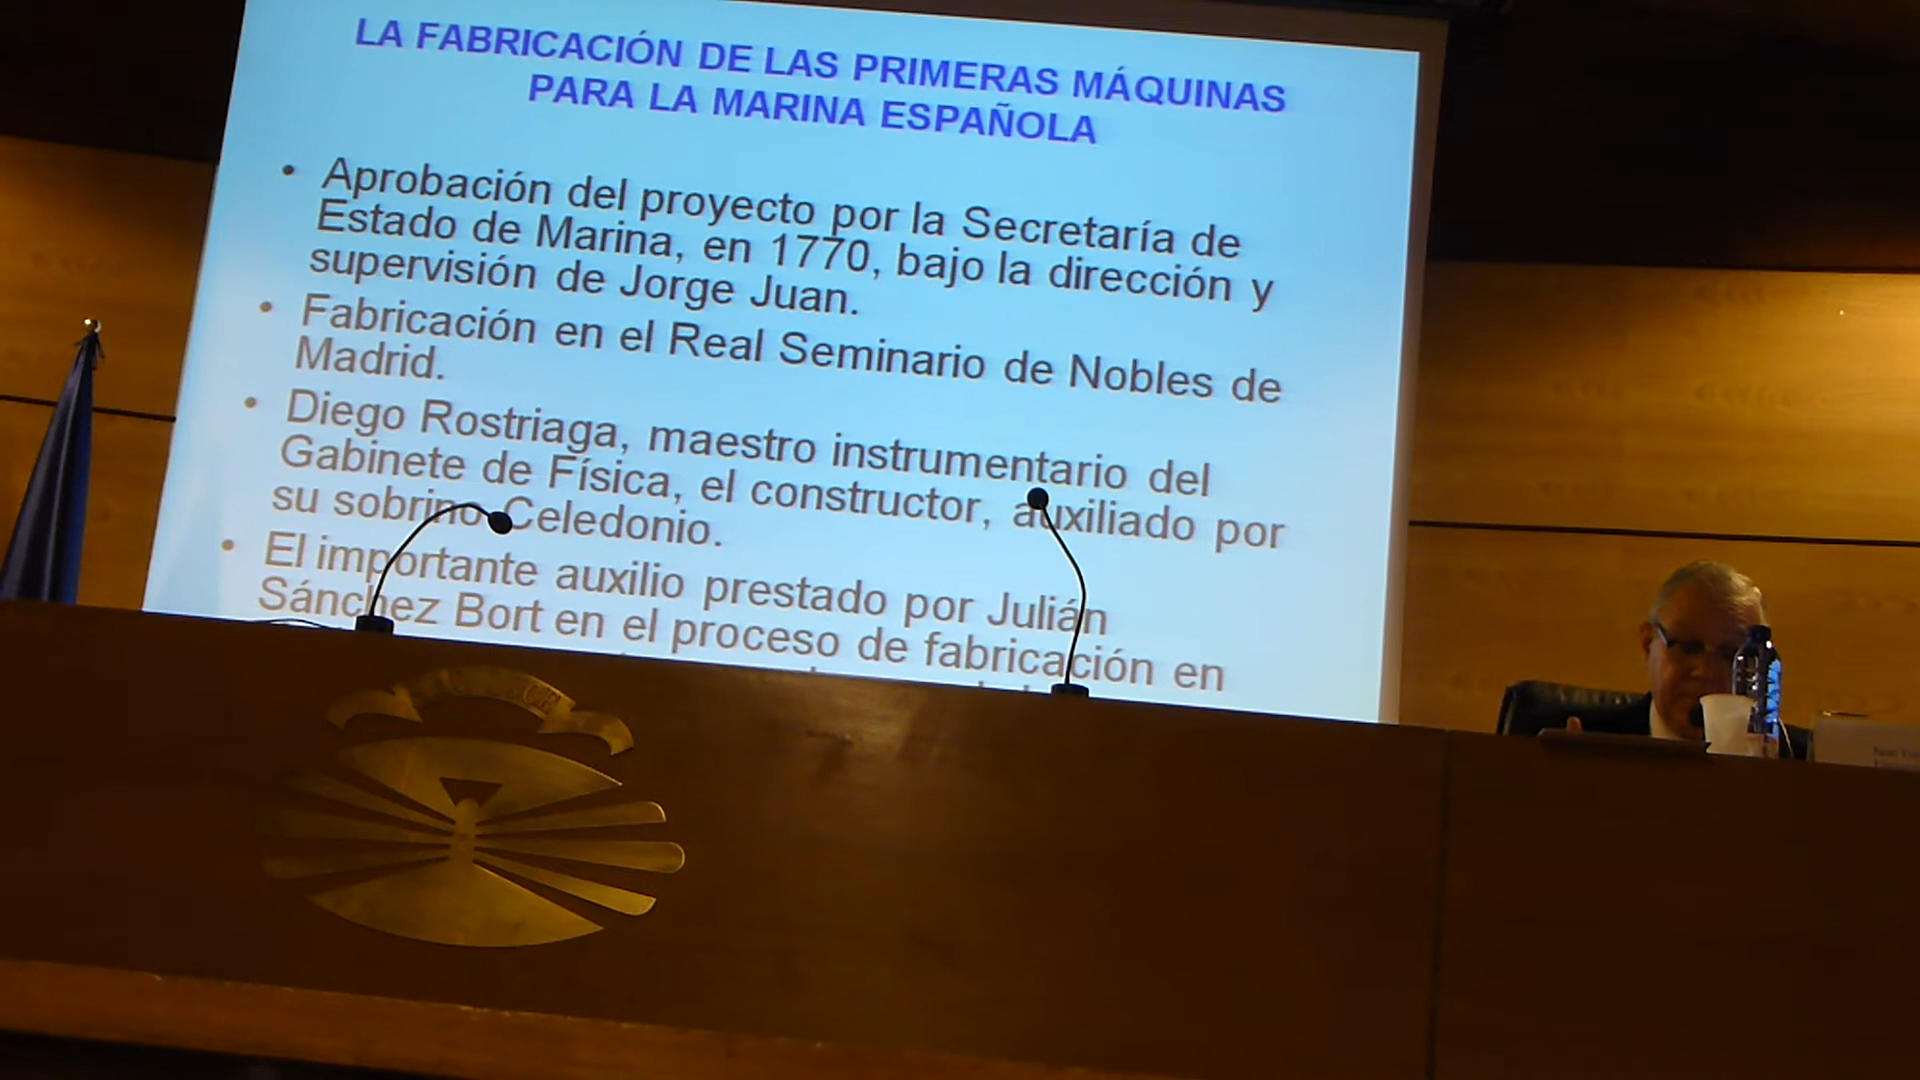 LA FABRICACIÓN DE LAS PRIMERAS MÁQUINAS
PARA LA MARINA ESPAÑOLA
• Aprobación del proyecto por la Secretaría de
Estado de Marina, en 1770, bajo la dirección y
supervisión de Jorge Juan.
• Fabricación en el Real Seminario de Nobles de
Madrid.
• Diego Rostriaga, maestro instrumentario del
Gabinete de Física, el constructor, auxiliado por
su sobrino Celedonio.
• El importante auxilio prestado por Julián
Sánchez Bort en el proceso de fabricación en